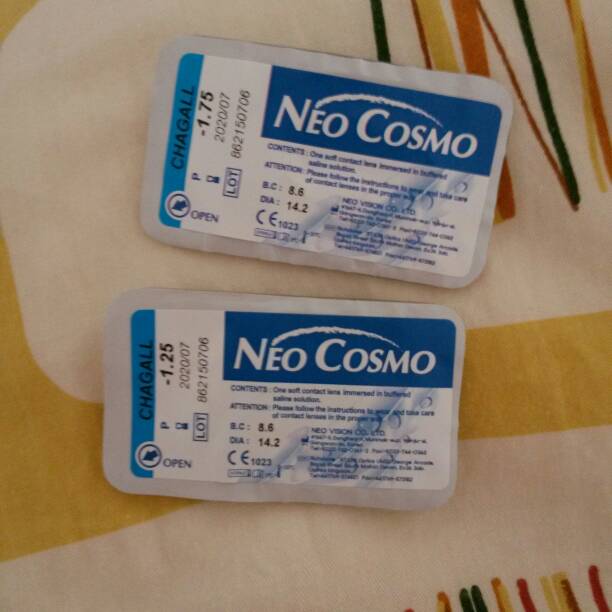 CHAGALL
-1.75
2020/07
862150706
P
LOT
OPEN
NÉO COSMO
CONTENTS : One soft contact lens immersed in buffered
saline solution.
ATTENTION : Please follow the instructions to wear and take care
of contact lenses in the proper
B.C : 8.6
DIA : 14.2
CE 1023
NEO VISION CO., LTD.
CHAGALL
-1.25
2020/07
862150706
P
LOT
OPEN
NÉO COSMO
CONTENTS : One soft contact lens immersed in buffered
saline solution.
ATTENTION : Please follow the instructions to wear and take care
of contact lenses in the proper
B.C : 8.6
DIA : 14.2
CE 1023
NEO VISION CO., LTD.